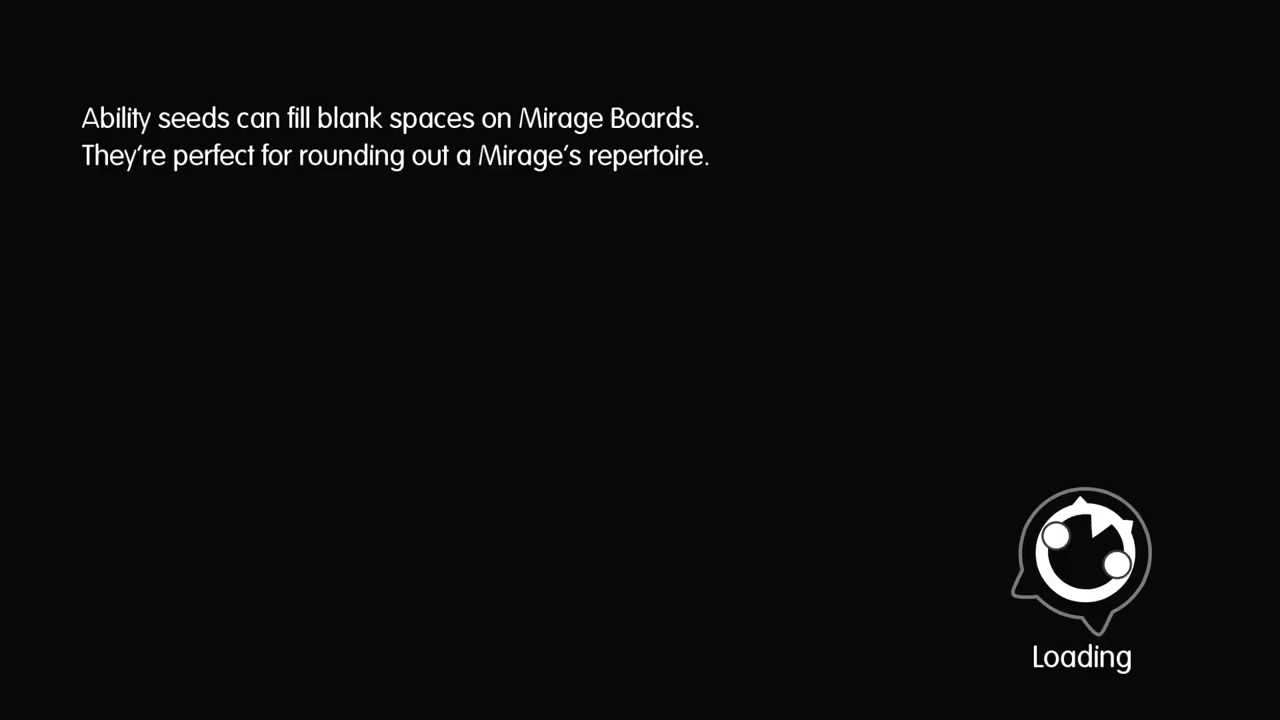 Ability seeds can fill blank spaces on Mirage Boards.
They're perfect for rounding out a Mirage's repertoire.
Loading